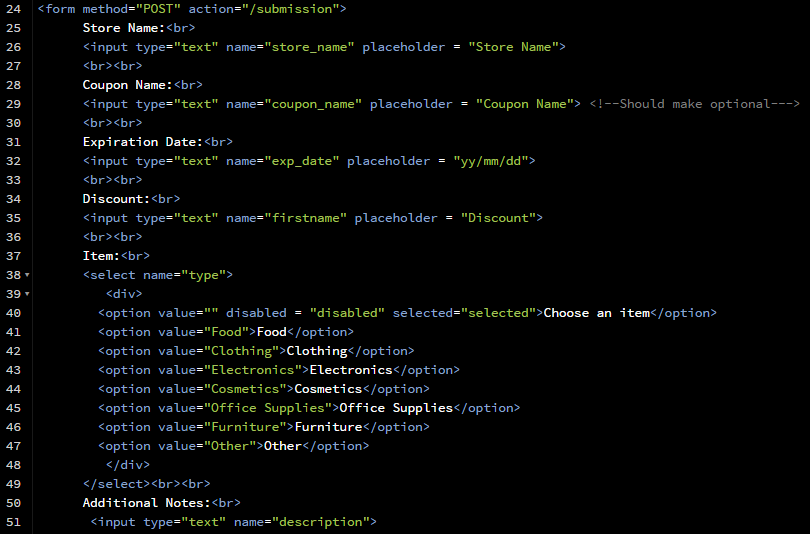 24 <form method="POST" action="/submission">
25 Store Name:<br>
26 <input type="text" name="store_name" placeholder = "Store Name">
27 <br><br>
28 Coupon Name:<br>
29 <input type="text" name="coupon_name" placeholder = "Coupon Name"> <!--Should make optional--->
30 <br><br>
31 Expiration Date:<br>
32 <input type="text" name="exp_date" placeholder = "yy/mm/dd">
33 <br><br>
34 Discount:<br>
35 <input type="text" name="firstname" placeholder = "Discount">
36 <br><br>
37 Item:<br>
38 <select name="type">
39 <div>
40 <option value="" disabled = "disabled" selected="selected">Choose an item</option>
41 <option value="Food">Food</option>
42 <option value="Clothing">Clothing</option>
43 <option value="Electronics">Electronics</option>
44 <option value="Cosmetics">Cosmetics</option>
45 <option value="Office Supplies">Office Supplies</option>
46 <option value="Furniture">Furniture</option>
47 <option value="Other">Other</option>
48 </div>
49 </select><br><br>
50 Additional Notes:<br>
51 <input type="text" name="description">